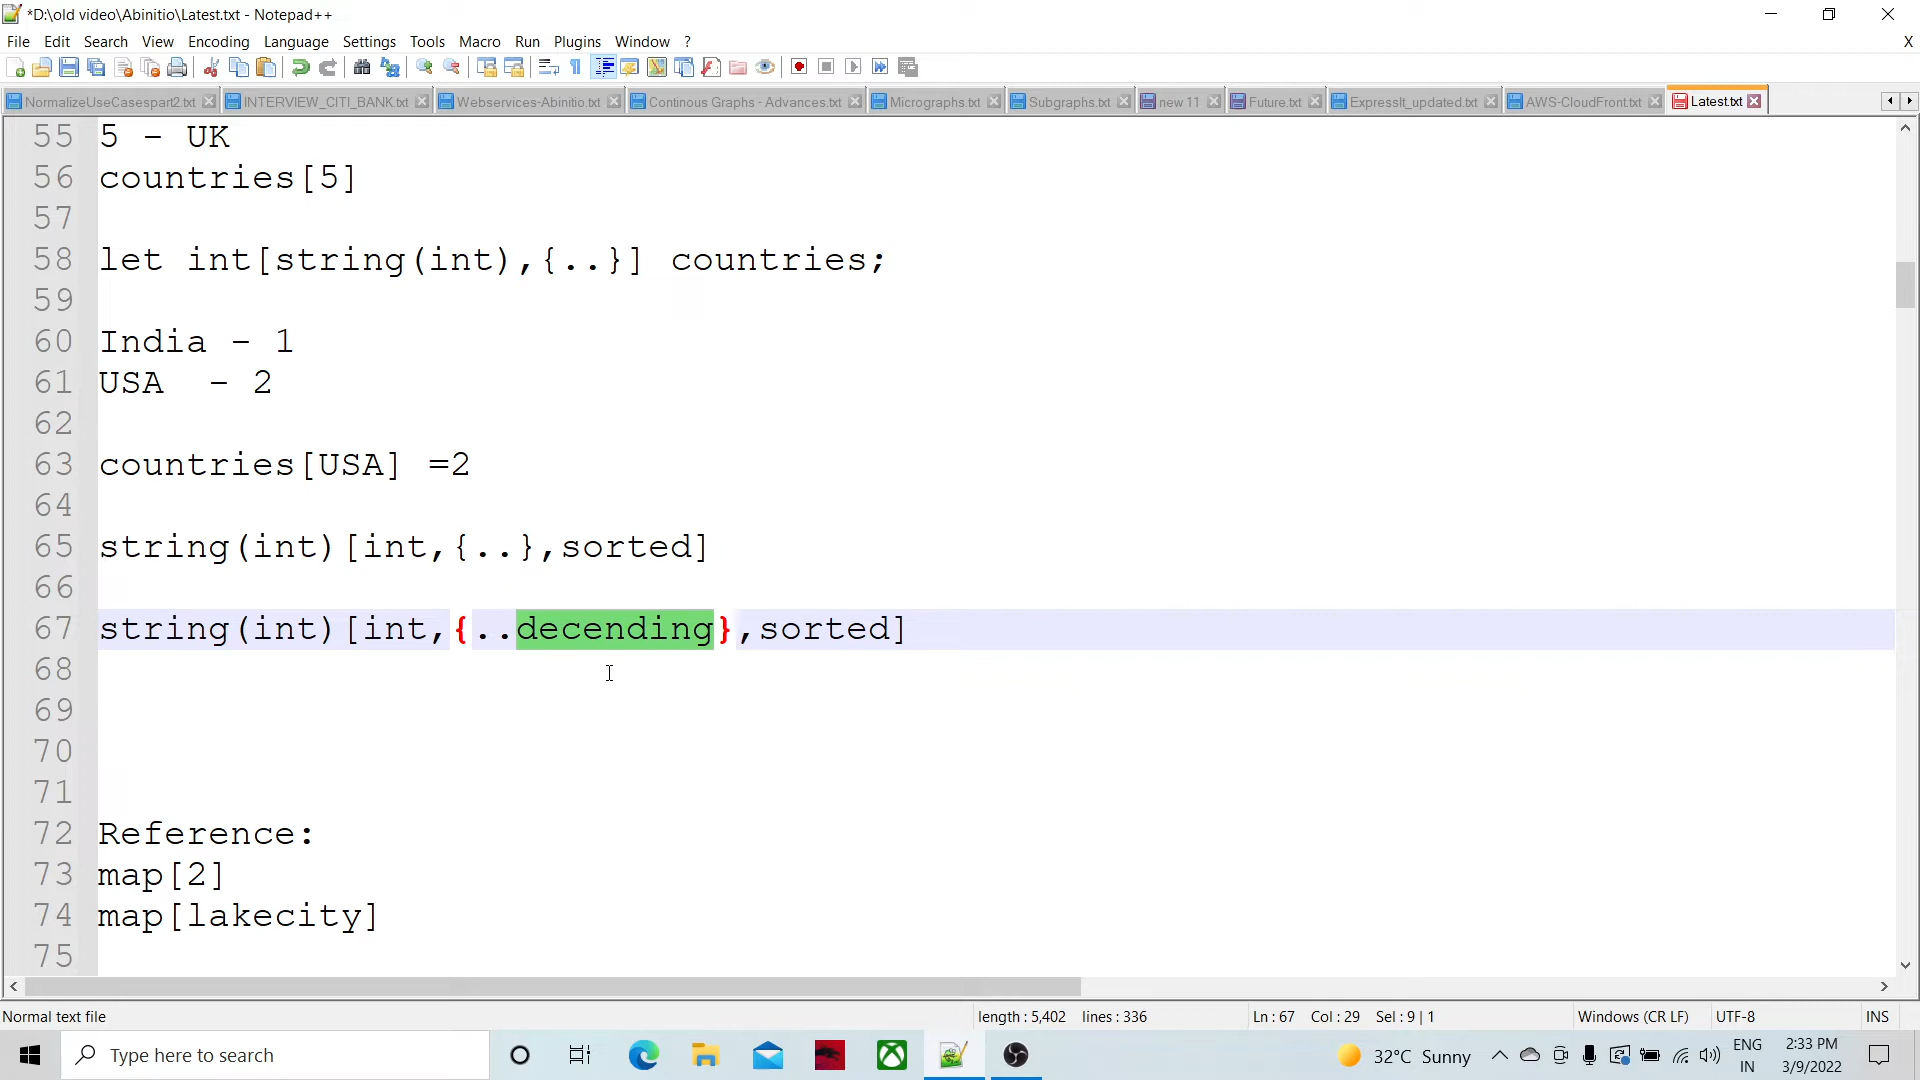 *D:\old video\Abinitio\Latest.txt - Notepad++
File Edit Search View Encoding Language Settings Tools Macro Run Plugins Window ? X
NormalizeUseCasespart2.txt INTERVIEW_CITI_BANK.txt Webservices-Abinitio.txt Continous Graphs - Advances.txt Micrographs.txt Subgraphs.txt new 11 Future.txt ExpressIt_updated.txt AWS-CloudFront.txt Latest.txt
55 5 - UK
56 countries[5]
57
58 let int[string(int),{..}] countries;
59
60 India - 1
61 USA  - 2
62
63 countries[USA] =2
64
65 string(int)[int,{..},sorted]
66
67 string(int)[int,{..decending},sorted]
68
69
70
71
72 Reference:
73 map[2]
74 map[lakecity]
75
Normal text file length : 5,402 lines : 336 Ln : 67 Col : 29 Sel : 9 | 1 Windows (CR LF) UTF-8 INS
Type here to search 32°C Sunny ENG IN 2:33 PM 3/9/2022